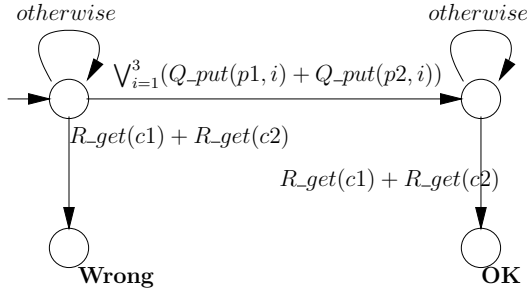 otherwise otherwise
⋁³ᵢ₌₁(Q_put(p1, i) + Q_put(p2, i))
R_get(c1) + R_get(c2)
R_get(c1) + R_get(c2)
Wrong OK